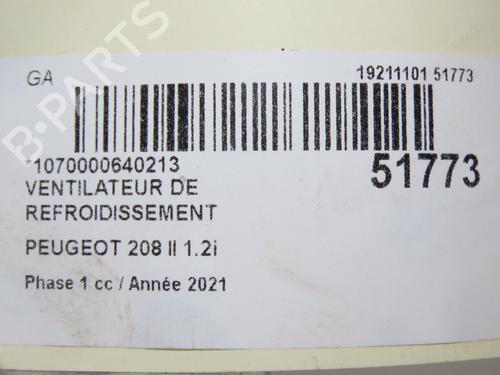 GA
19211101 51773
*1070000640213
51773
VENTILATEUR DE
REFROIDISSEMENT
PEUGEOT 208 II 1.2i
Phase 1 cc / Année 2021
B-PARTS